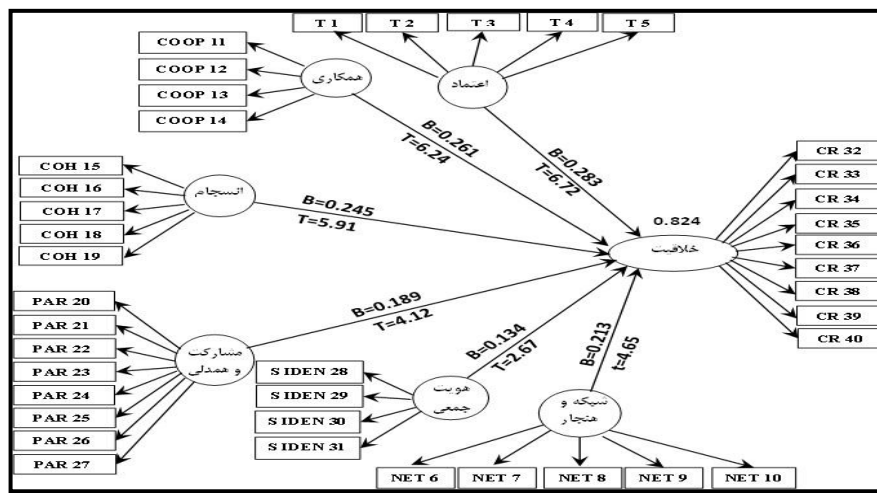 T 1
T 2
T 3
T 4
T 5
COOP 11
COOP 12
COOP 13
COOP 14
همکاری
اعتماد
B=0.261
T=6.24
B=0.283
T=6.72
COH 15
COH 16
COH 17
COH 18
COH 19
انسجام
B=0.245
T=5.91
0.824
خلاقیت
CR 32
CR 33
CR 34
CR 35
CR 36
CR 37
CR 38
CR 39
CR 40
PAR 20
PAR 21
PAR 22
PAR 23
PAR 24
PAR 25
PAR 26
PAR 27
مشارکت
و همدلی
B=0.189
T=4.12
SIDEN 28
SIDEN 29
SIDEN 30
SIDEN 31
هویت
جمعی
B=0.134
T=2.67
B=0.213
t=4.65
شبکه و
هنجار
NET 6
NET 7
NET 8
NET 9
NET 10